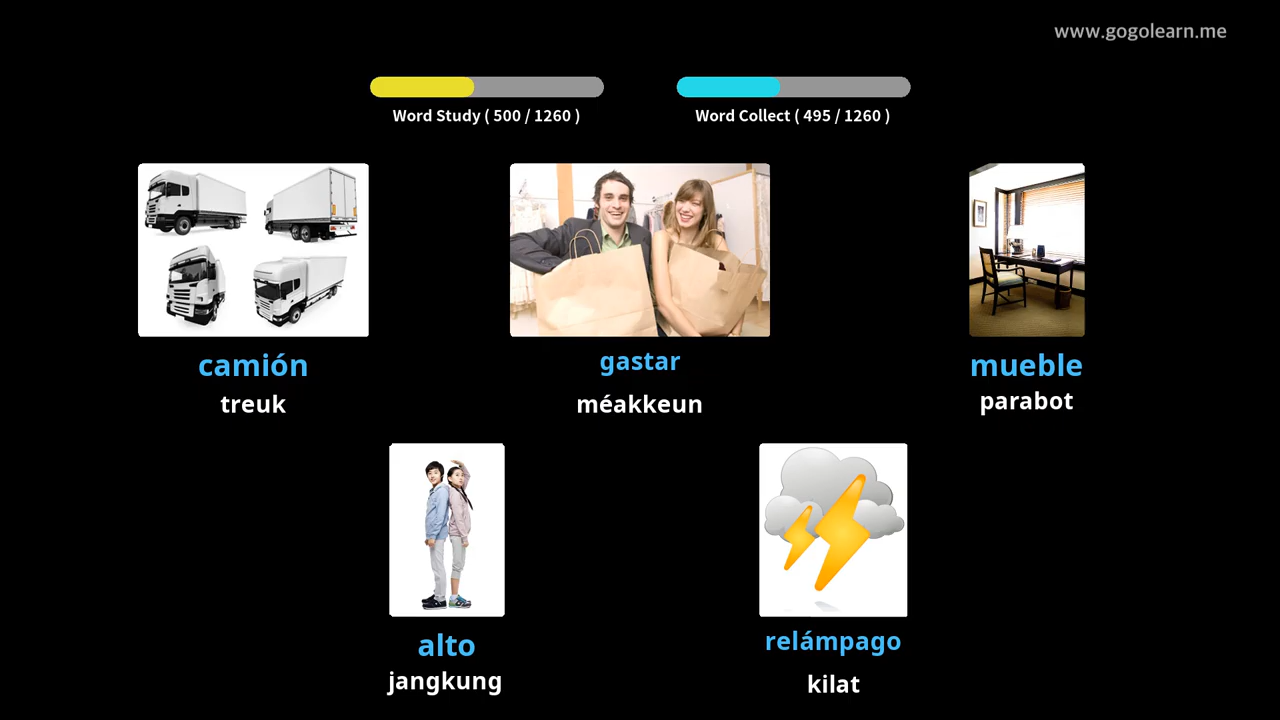 www.gogolearn.me
Word Study ( 500 / 1260 )
Word Collect ( 495 / 1260 )
camión
treuk
gastar
méakkeun
mueble
parabot
alto
jangkung
relámpago
kilat